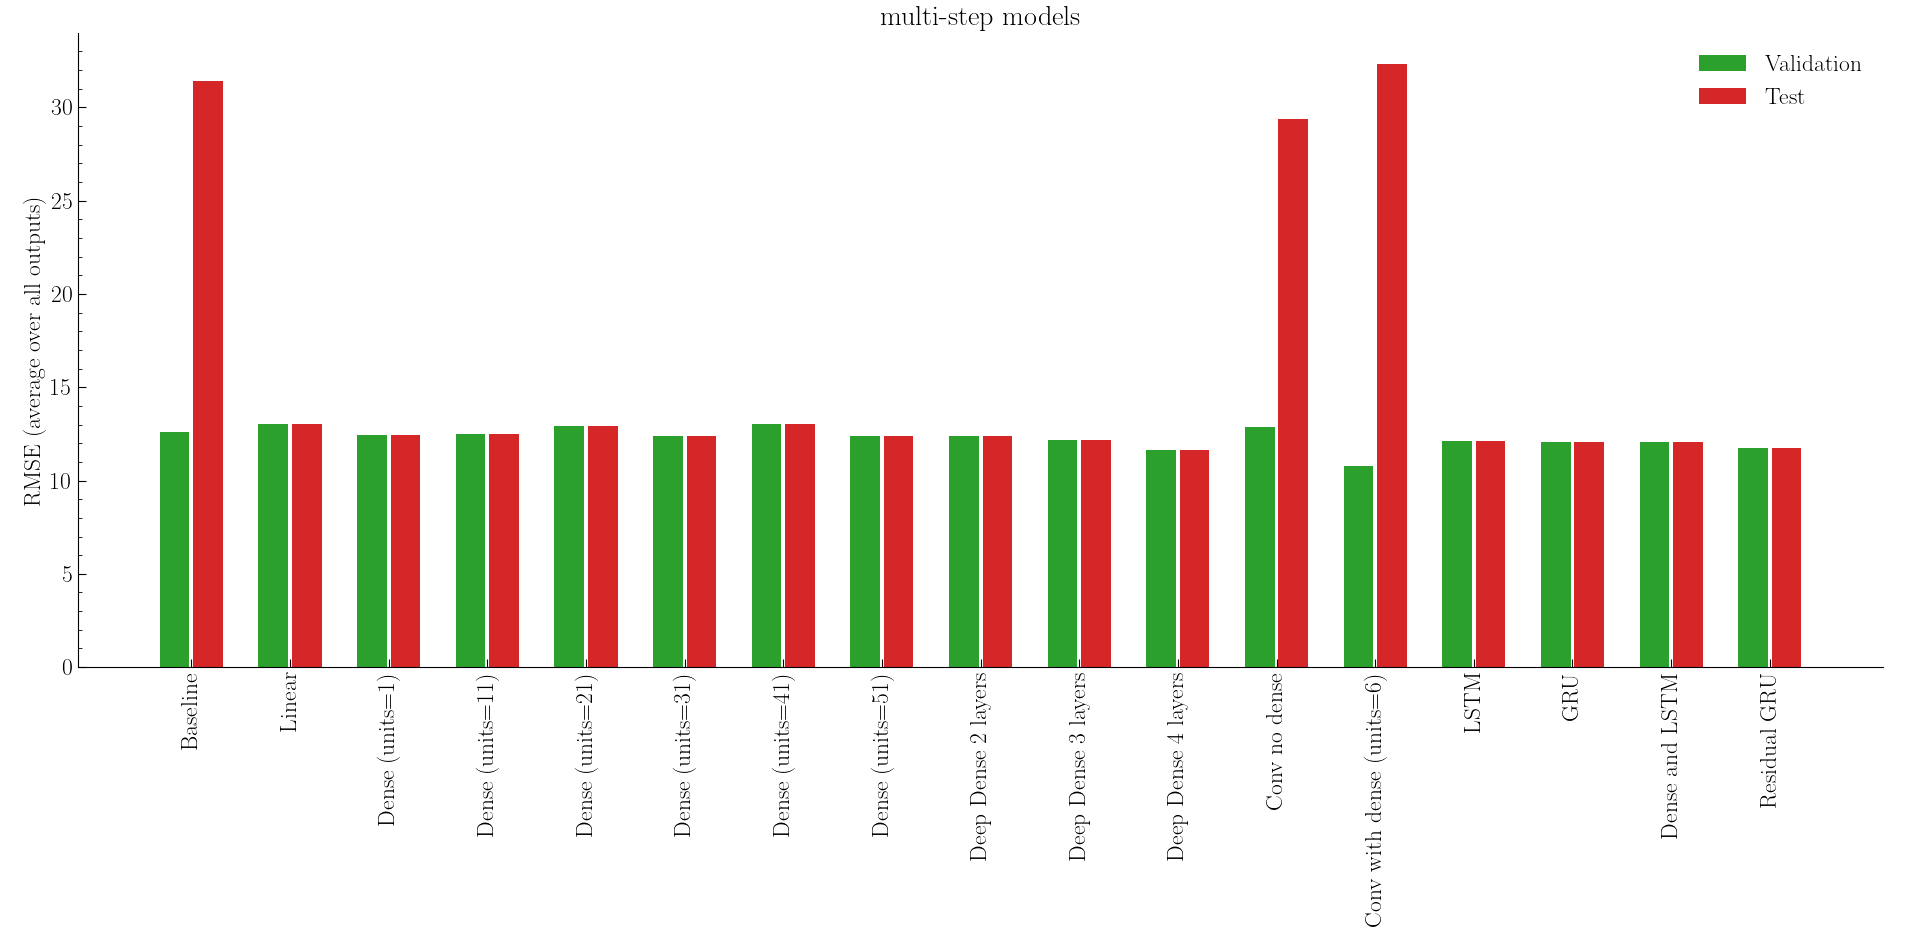 multi-step models
Validation
Test
RMSE (average over all outputs)
30
25
20
15
10
5
0
Baseline
Linear
Dense (units=1)
Dense (units=11)
Dense (units=21)
Dense (units=31)
Dense (units=41)
Dense (units=51)
Deep Dense 2 layers
Deep Dense 3 layers
Deep Dense 4 layers
Conv no dense
Conv with dense (units=6)
LSTM
GRU
Dense and LSTM
Residual GRU